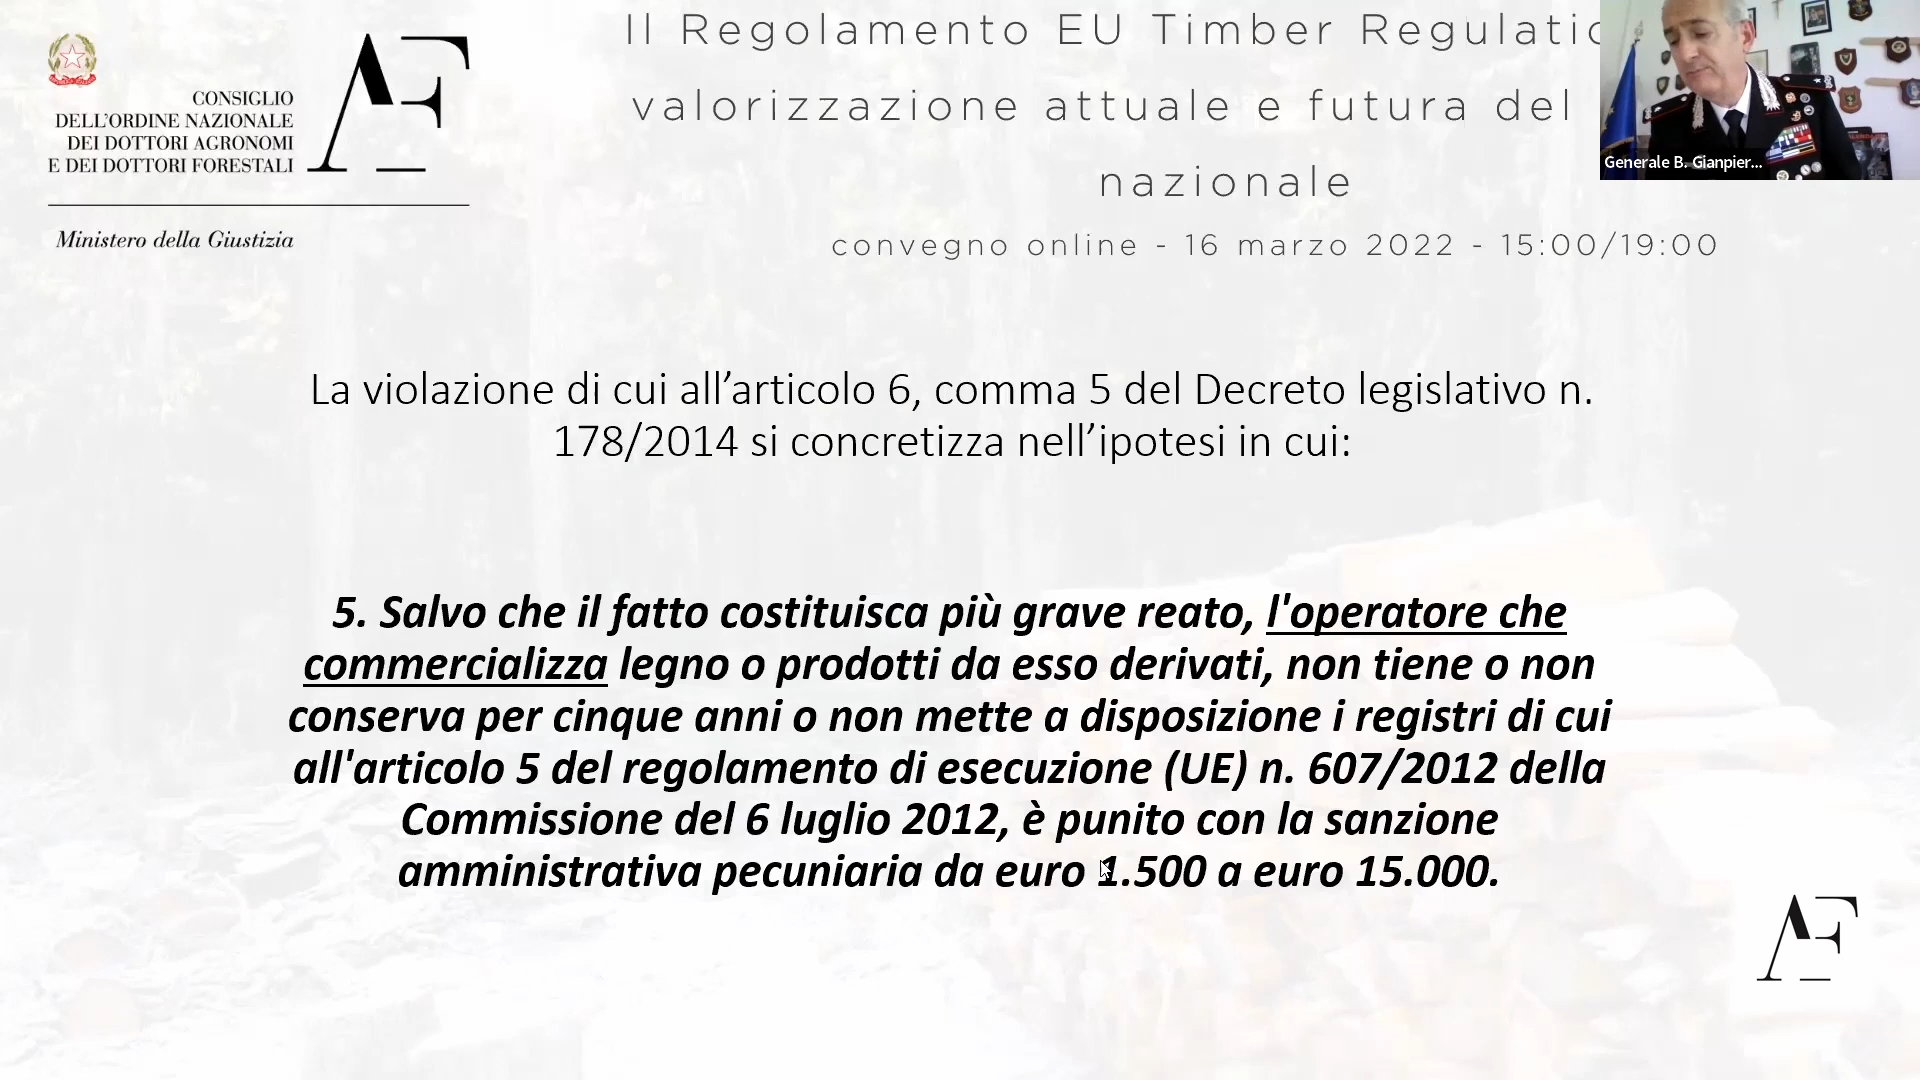 CONSIGLIO
DELL'ORDINE NAZIONALE
DEI DOTTORI AGRONOMI
E DEI DOTTORI FORESTALI
Ministero della Giustizia
AF
Il Regolamento EU Timber Regulatio
valorizzazione attuale e futura del
nazionale
convegno online - 16 marzo 2022 - 15:00/19:00
Generale B. Gianpier...
La violazione di cui all’articolo 6, comma 5 del Decreto legislativo n.
178/2014 si concretizza nell’ipotesi in cui:
5. Salvo che il fatto costituisca più grave reato, l'operatore che
commercializza legno o prodotti da esso derivati, non tiene o non
conserva per cinque anni o non mette a disposizione i registri di cui
all'articolo 5 del regolamento di esecuzione (UE) n. 607/2012 della
Commissione del 6 luglio 2012, è punito con la sanzione
amministrativa pecuniaria da euro 1.500 a euro 15.000.
AF